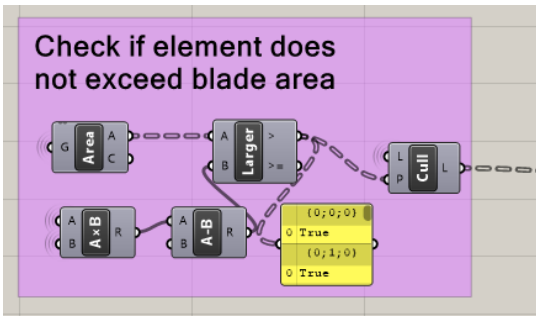 Check if element does
not exceed blade area
G Area A C
A B Larger > >=
L P Cull L
A B A×B R
A B A-B R
{0;0;0}
0 True
{0;1;0}
0 True